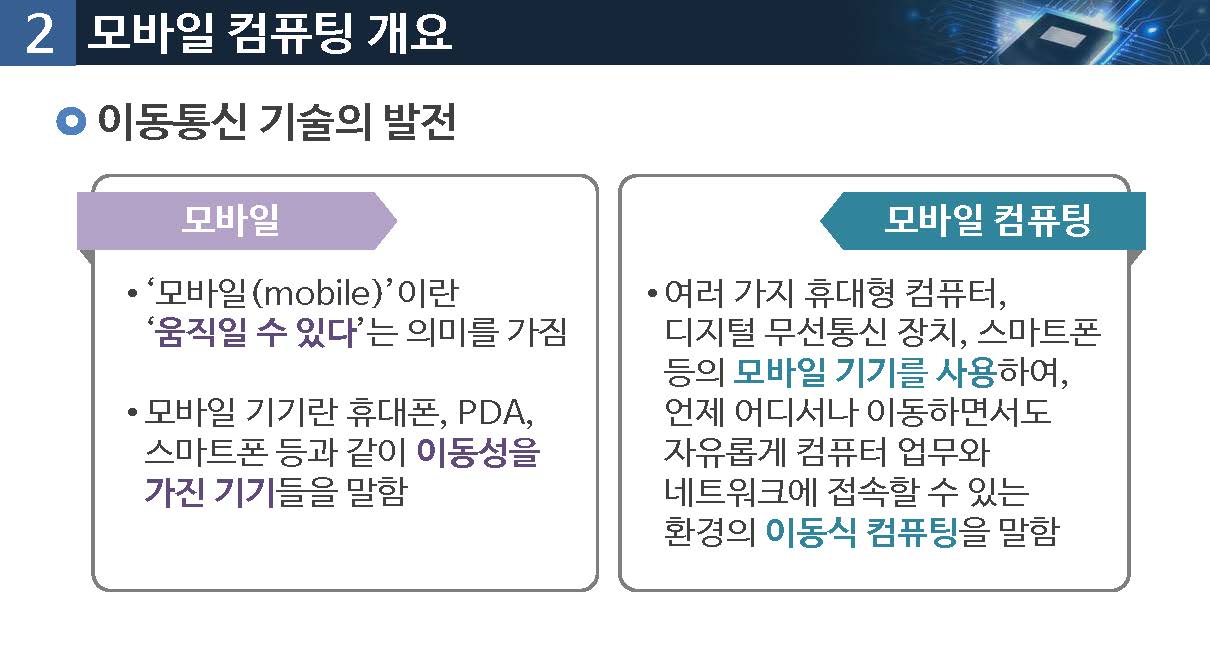 2 모바일 컴퓨팅 개요
이동통신 기술의 발전
모바일
• ‘모바일(mobile)’이란
‘움직일 수 있다’는 의미를 가짐
• 모바일 기기란 휴대폰, PDA,
스마트폰 등과 같이 이동성을
가진 기기들을 말함
모바일 컴퓨팅
• 여러 가지 휴대형 컴퓨터,
디지털 무선통신 장치, 스마트폰
등의 모바일 기기를 사용하여,
언제 어디서나 이동하면서도
자유롭게 컴퓨터 업무와
네트워크에 접속할 수 있는
환경의 이동식 컴퓨팅을 말함